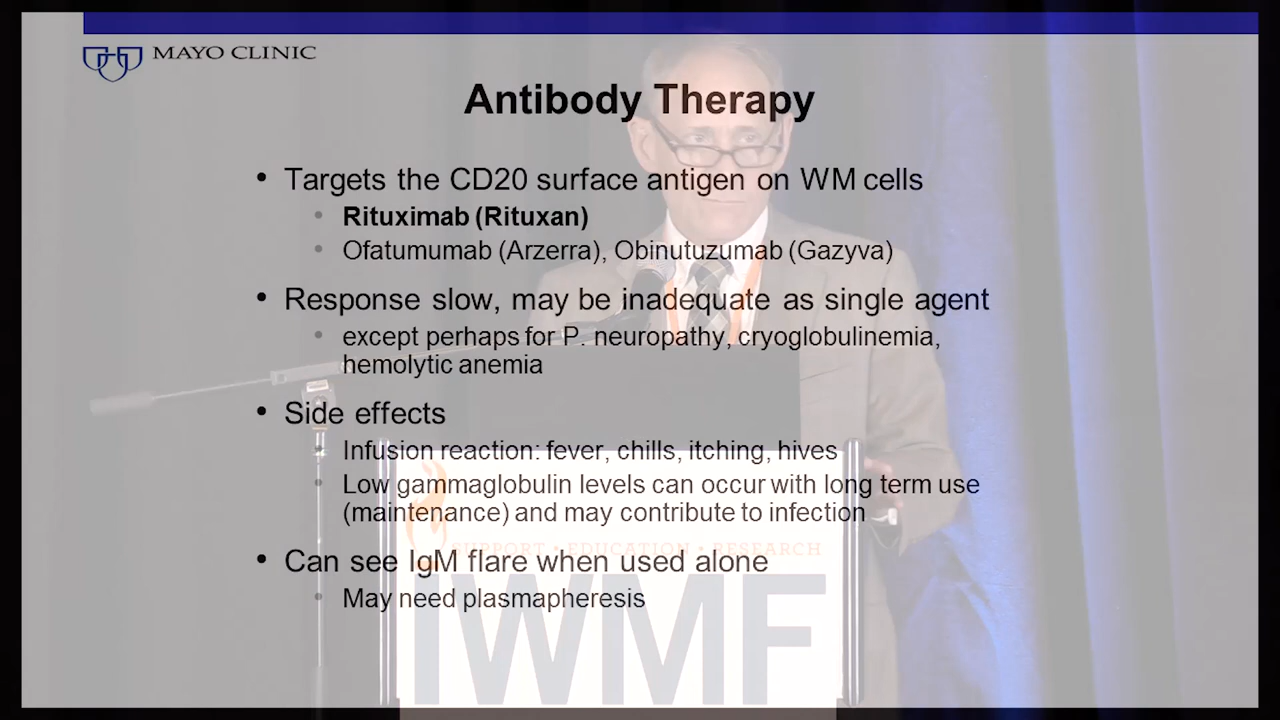 MAYO CLINIC
Antibody Therapy
• Targets the CD20 surface antigen on WM cells
• Rituximab (Rituxan)
• Ofatumumab (Arzerra), Obinutuzumab (Gazyva)
• Response slow, may be inadequate as single agent
• except perhaps for P. neuropathy, cryoglobulinemia,
hemolytic anemia
• Side effects
• Infusion reaction: fever, chills, itching, hives
• Low gammaglobulin levels can occur with long term use
(maintenance) and may contribute to infection
SUPPORT • EDUCATION • RESEARCH
• Can see IgM flare when used alone
• May need plasmapheresis
IWMF